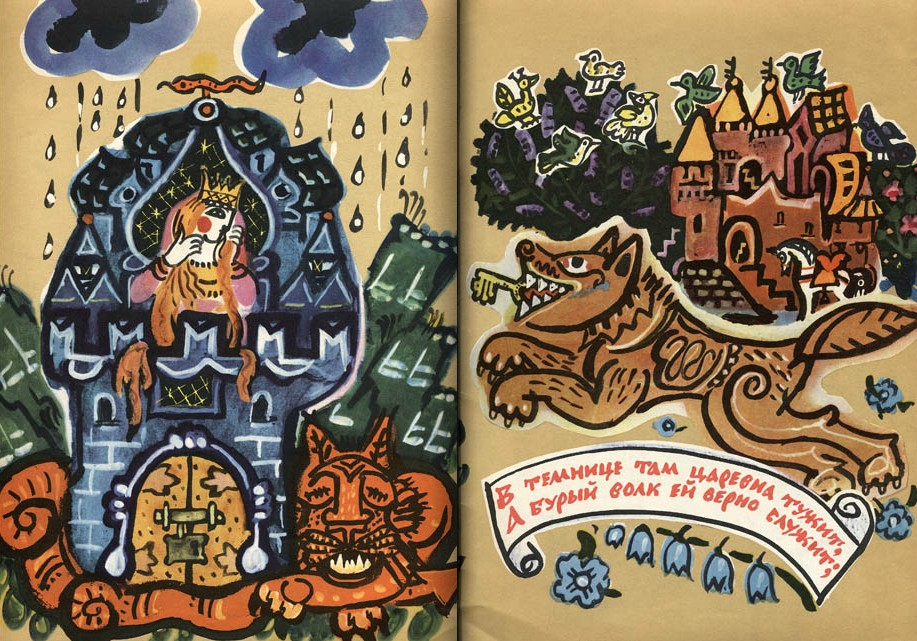 В ТЕМНИЦЕ ТАМ ЦАРЕВНА ТУЖИТ,
А БУРЫЙ ВОЛК ЕЙ ВЕРНО СЛУЖИТ;